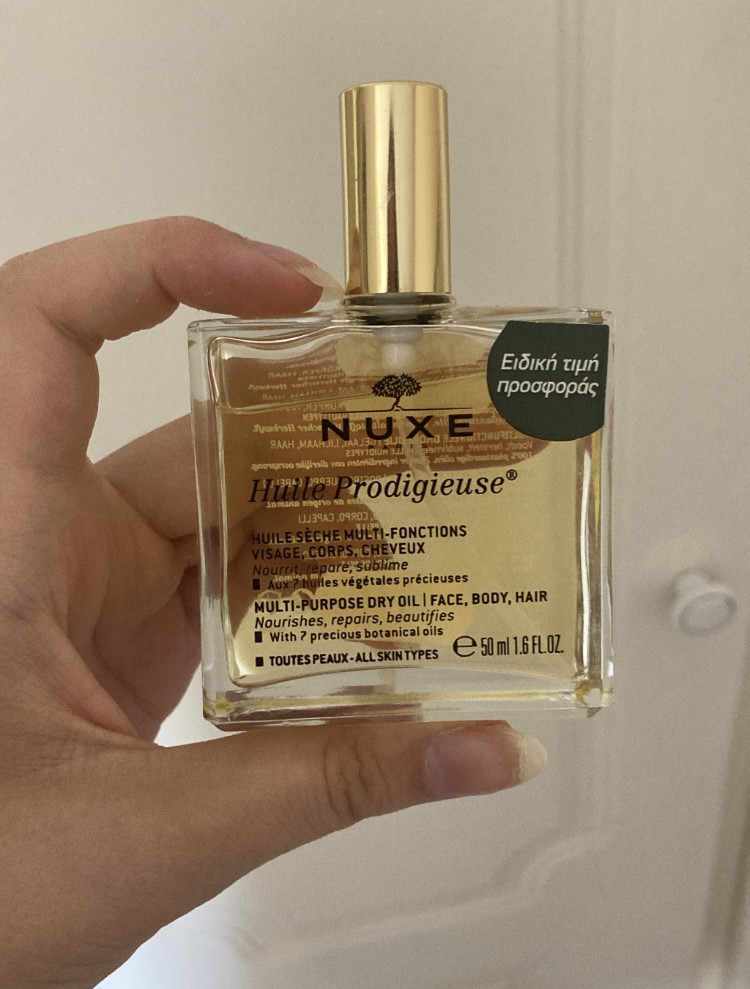 Ειδική τιμή
προσφοράς
NUXE
Huile Prodigieuse®
HUILE SÈCHE MULTI-FONCTIONS
VISAGE, CORPS, CHEVEUX
Nourrit, répare, sublime
■ Aux 7 huiles végétales précieuses
MULTI-PURPOSE DRY OIL | FACE, BODY, HAIR
Nourishes, repairs, beautifies
■ With 7 precious botanical oils
■ TOUTES PEAUX - ALL SKIN TYPES
℮ 50 ml 1.6 FL.OZ.